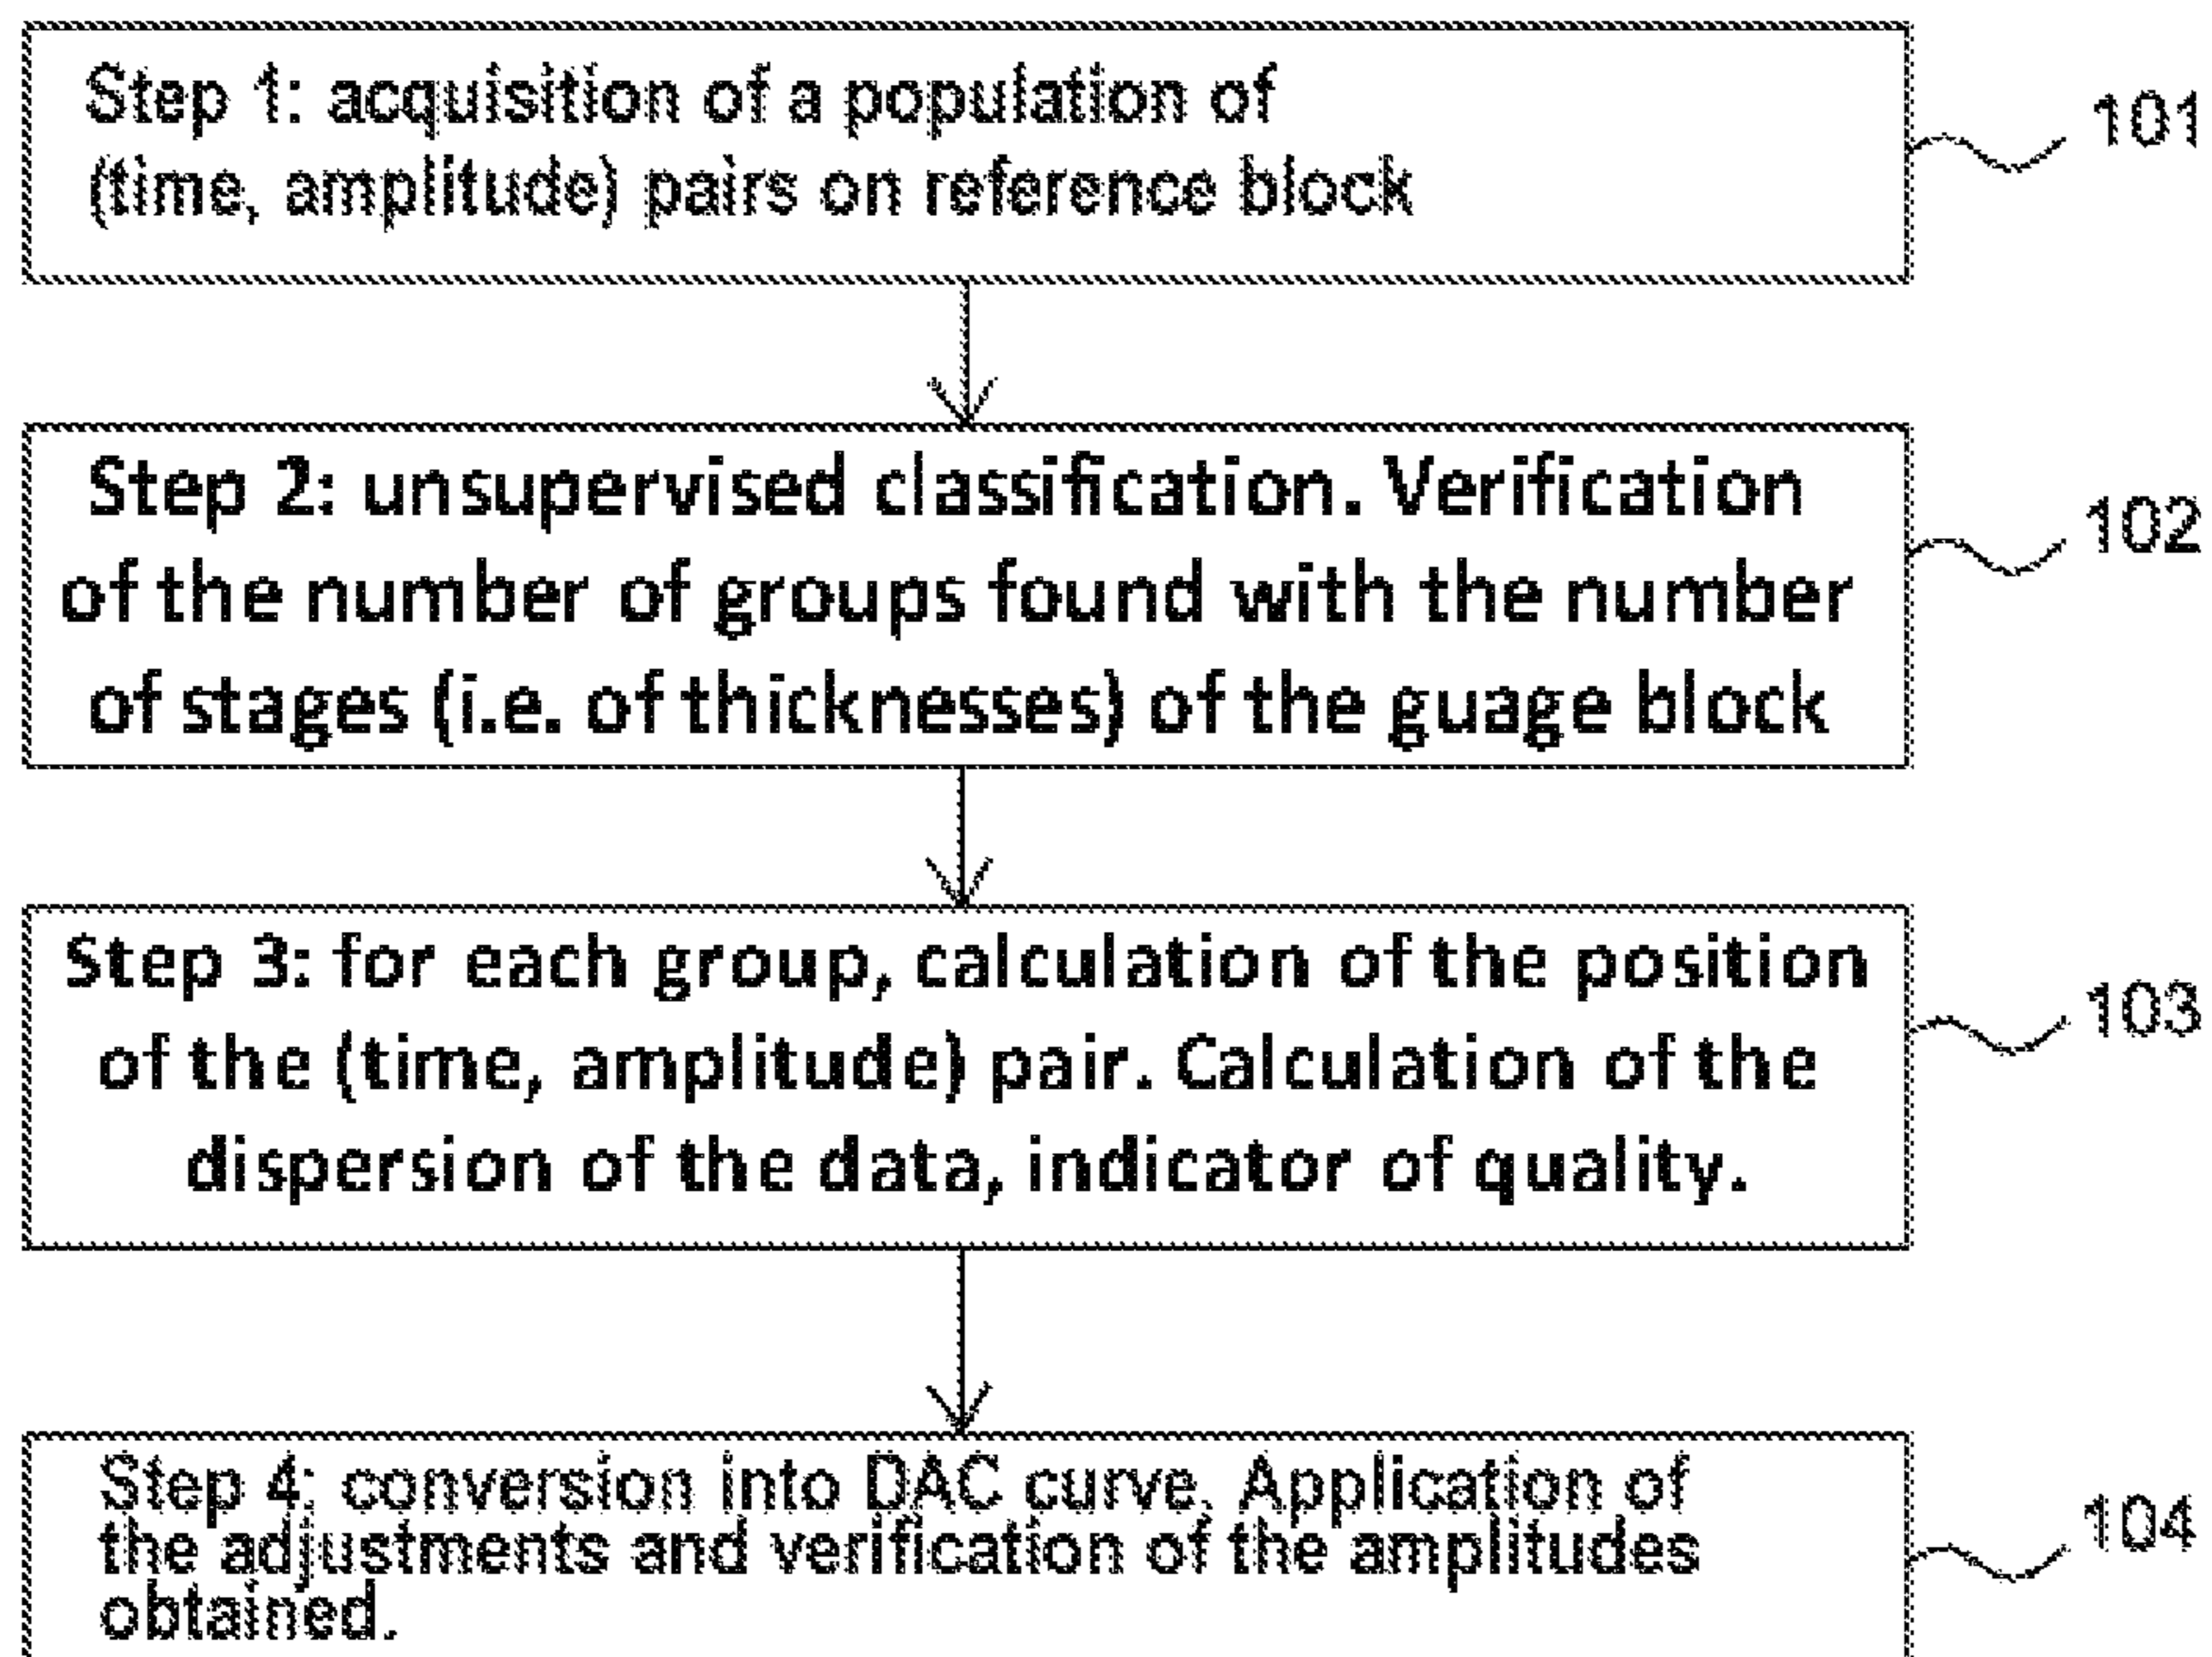 Step 1: acquisition of a population of
(time, amplitude) pairs on reference block
101
Step 2: unsupervised classification. Verification
of the number of groups found with the number
of stages (i.e. of thicknesses) of the guage block
102
Step 3: for each group, calculation of the position
of the (time, amplitude) pair. Calculation of the
dispersion of the data, indicator of quality.
103
Step 4: conversion into DAC curve. Application of
the adjustments and verification of the amplitudes
obtained.
104